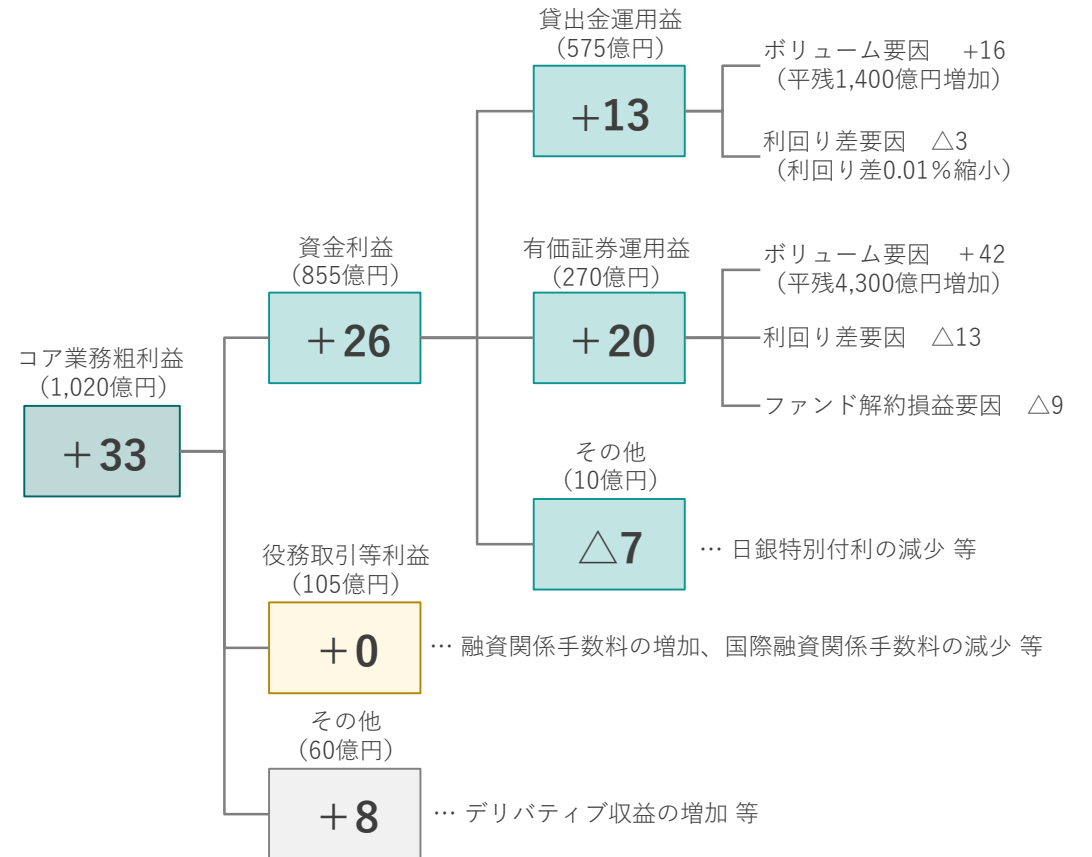 コア業務粗利益
（1,020億円）
＋33
資金利益
（855億円）
＋26
貸出金運用益
（575億円）
＋13
ボリューム要因　+16
（平残1,400億円増加）
利回り差要因　△3
（利回り差0.01％縮小）
有価証券運用益
（270億円）
＋20
ボリューム要因　＋42
（平残4,300億円増加）
利回り差要因　△13
ファンド解約損益要因　△9
その他
（10億円）
△7
… 日銀特別付利の減少 等
役務取引等利益
（105億円）
＋0
… 融資関係手数料の増加、国際融資関係手数料の減少 等
その他
（60億円）
＋8
… デリバティブ収益の増加 等